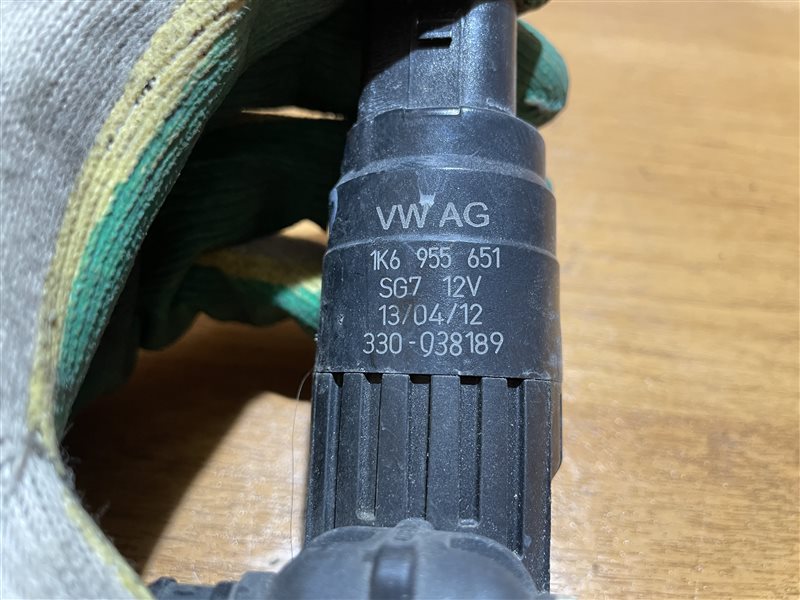 VW AG
1K6 955 651
SG7 12V
13/04/12
330-038189